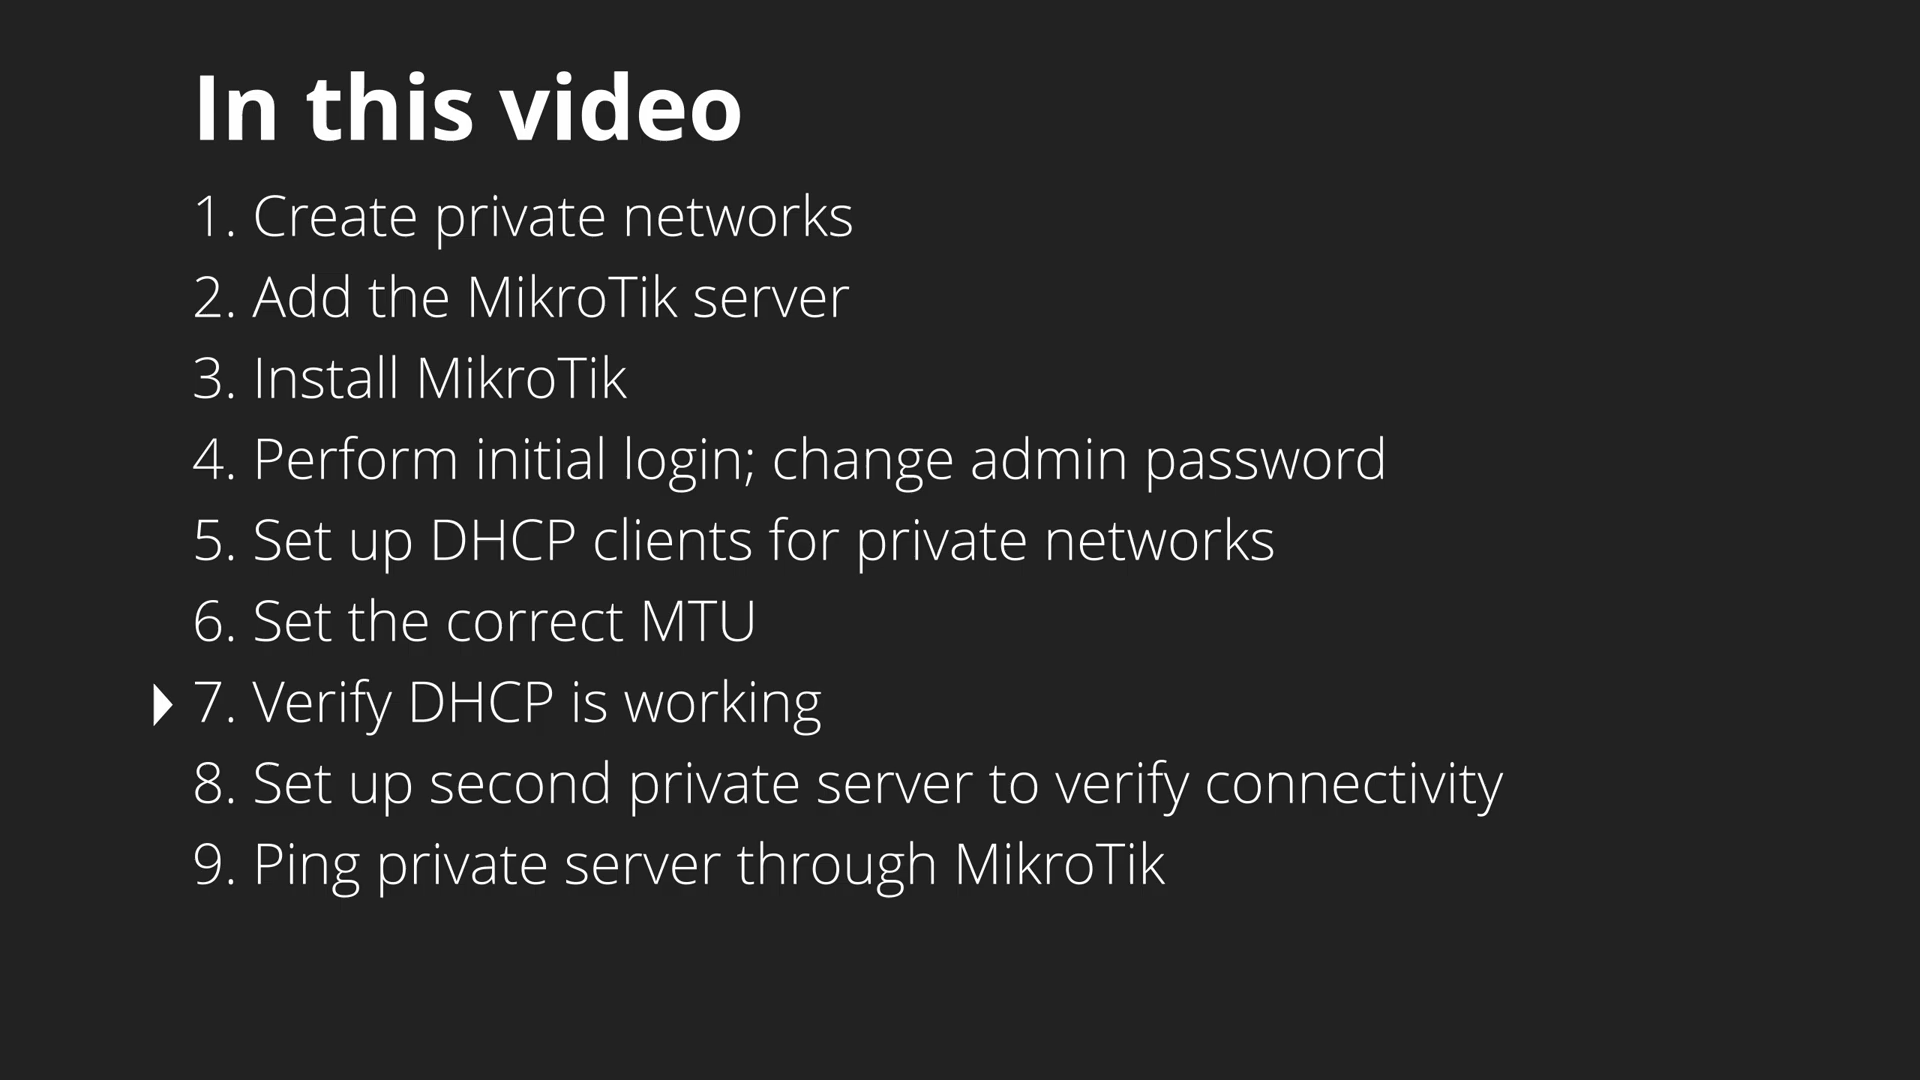 In this video
1. Create private networks
2. Add the MikroTik server
3. Install MikroTik
4. Perform initial login; change admin password
5. Set up DHCP clients for private networks
6. Set the correct MTU
7. Verify DHCP is working
8. Set up second private server to verify connectivity
9. Ping private server through MikroTik